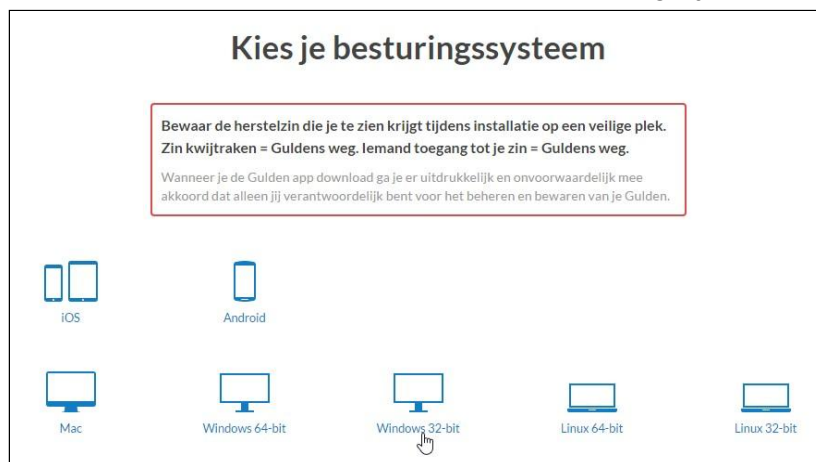 Kies je besturingssysteem
Bewaar de herstelzin die je te zien krijgt tijdens installatie op een veilige plek.
Zin kwijtraken = Guldens weg. Iemand toegang tot je zin = Guldens weg.
Wanneer je de Gulden app download ga je er uitdrukkelijk en onvoorwaardelijk mee
akkoord dat alleen jij verantwoordelijk bent voor het beheren en bewaren van je Gulden.
iOS Android
Mac Windows 64-bit Windows 32-bit Linux 64-bit Linux 32-bit